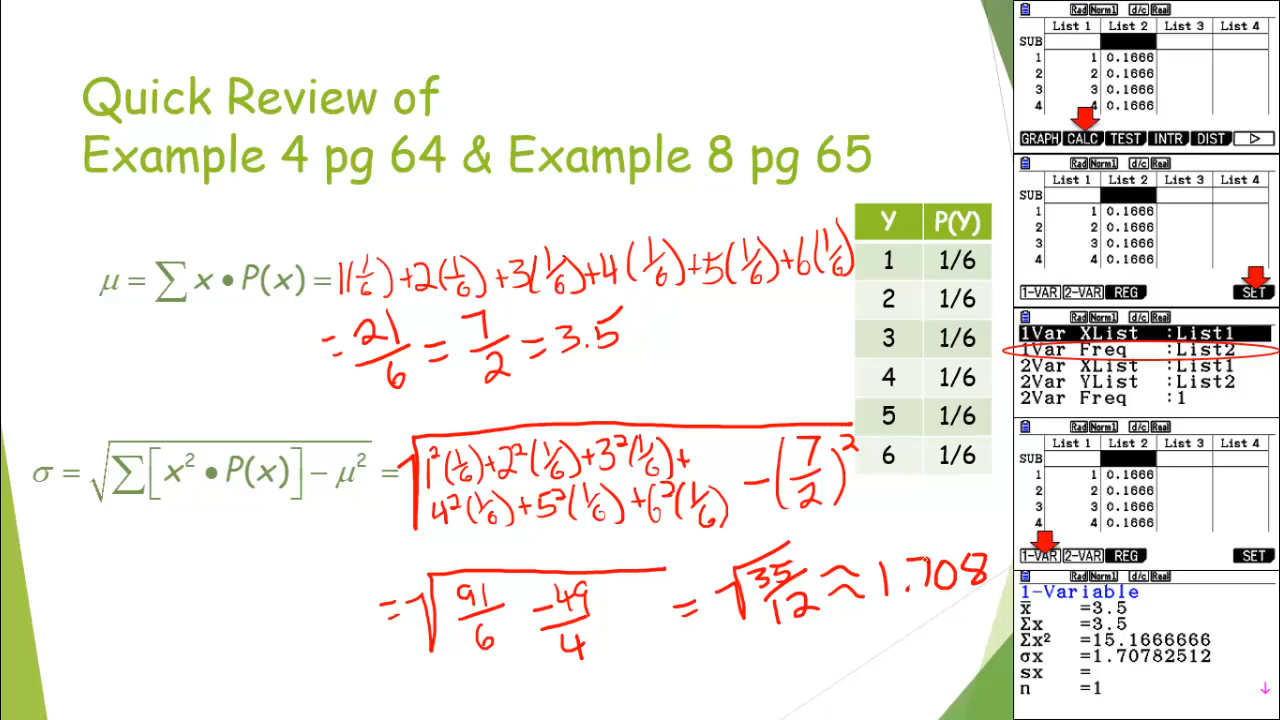 Quick Review of
Example 4 pg 64 & Example 8 pg 65
μ = ∑ x • P(x) = 1(1/6) + 2(1/6) + 3(1/6) + 4(1/6) + 5(1/6) + 6(1/6)
= 21/6 = 7/2 = 3.5
σ = √∑[x² • P(x)] − μ² = √1²(1/6) + 2²(1/6) + 3²(1/6) + 4²(1/6) + 5²(1/6) + 6²(1/6) − (7/2)²
= √91/6 − 49/4 = √35/12 ≈ 1.708
Y P(Y)
1 1/6
2 1/6
3 1/6
4 1/6
5 1/6
6 1/6
Rad Norm1 d/c Real
List 1 List 2 List 3 List 4
SUB
1 1 0.1666
2 2 0.1666
3 3 0.1666
4 4 0.1666
GRAPH CALC TEST INTR DIST
Rad Norm1 d/c Real
List 1 List 2 List 3 List 4
SUB
1 1 0.1666
2 2 0.1666
3 3 0.1666
4 4 0.1666
1-VAR 2-VAR REG SET
Rad Norm1 d/c Real
1Var XList :List1
1Var Freq :List2
2Var XList :List1
2Var YList :List2
2Var Freq :1
Rad Norm1 d/c Real
List 1 List 2 List 3 List 4
SUB
1 1 0.1666
2 2 0.1666
3 3 0.1666
4 4 0.1666
1-VAR 2-VAR REG SET
Rad Norm1 d/c Real
1-Variable
x̄ =3.5
Σx =3.5
Σx² =15.1666666
σx =1.70782512
sx =
n =1